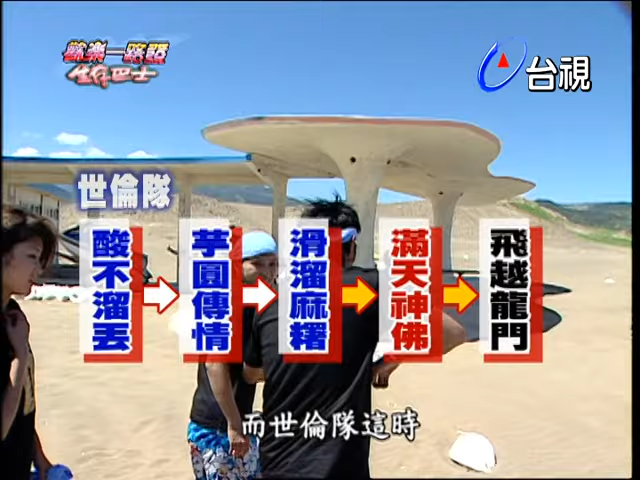 歡樂一路發
生存巴士
台視
世倫隊
酸不溜丟
芋圓傳情
滑溜麻糬
滿天神佛
飛越龍門
而世倫隊這時